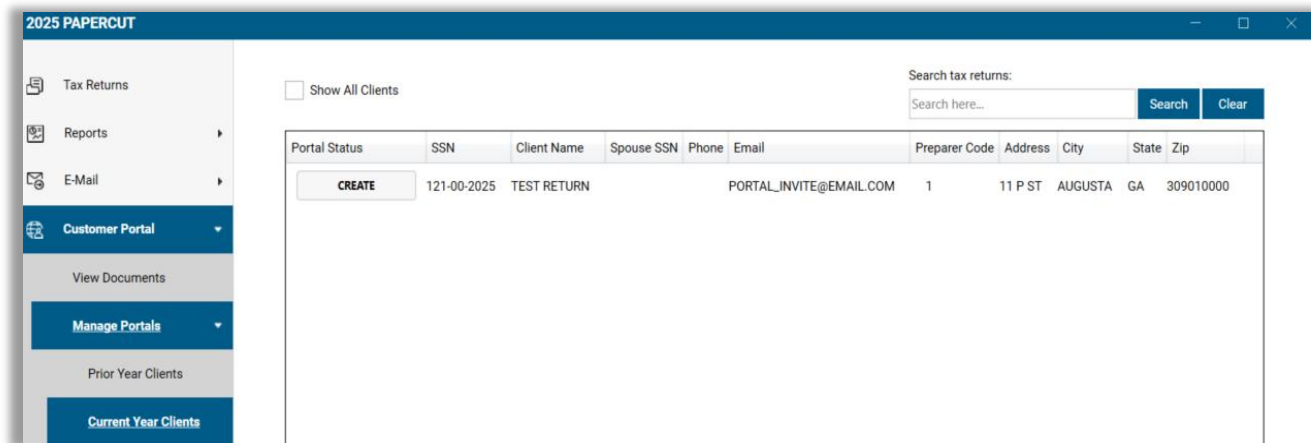 2025 PAPERCUT
Tax Returns
Reports
E-Mail
Customer Portal
View Documents
Manage Portals
Prior Year Clients
Current Year Clients
Show All Clients
Search tax returns:
Search here... Search Clear
Portal Status SSN Client Name Spouse SSN Phone Email Preparer Code Address City State Zip
CREATE 121-00-2025 TEST RETURN PORTAL_INVITE@EMAIL.COM 1 11 P ST AUGUSTA GA 309010000